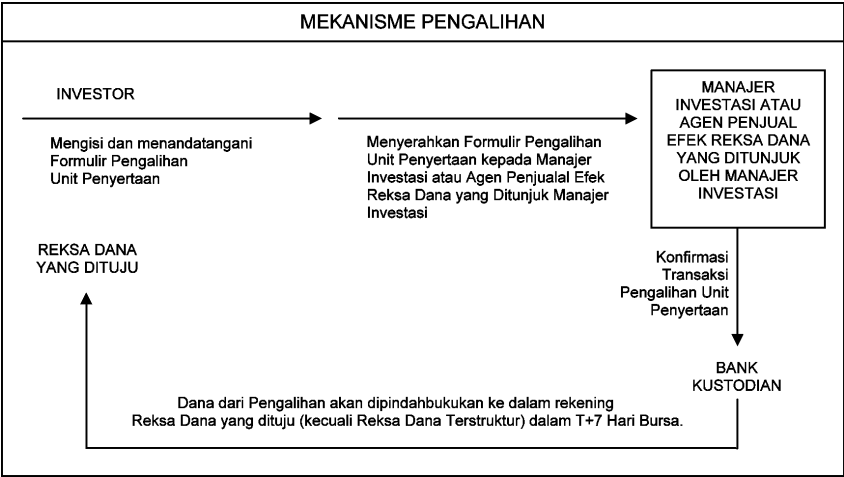 MEKANISME PENGALIHAN
INVESTOR
Mengisi dan menandatangani
Formulir Pengalihan
Unit Penyertaan
Menyerahkan Formulir Pengalihan
Unit Penyertaan kepada Manajer
Investasi atau Agen Penjualal Efek
Reksa Dana yang Ditunjuk Manajer
Investasi
MANAJER
INVESTASI ATAU
AGEN PENJUAL
EFEK REKSA DANA
YANG DITUNJUK
OLEH MANAJER
INVESTASI
Konfirmasi
Transaksi
Pengalihan Unit
Penyertaan
BANK
KUSTODIAN
Dana dari Pengalihan akan dipindahbukukan ke dalam rekening
Reksa Dana yang dituju (kecuali Reksa Dana Terstruktur) dalam T+7 Hari Bursa.
REKSA DANA
YANG DITUJU